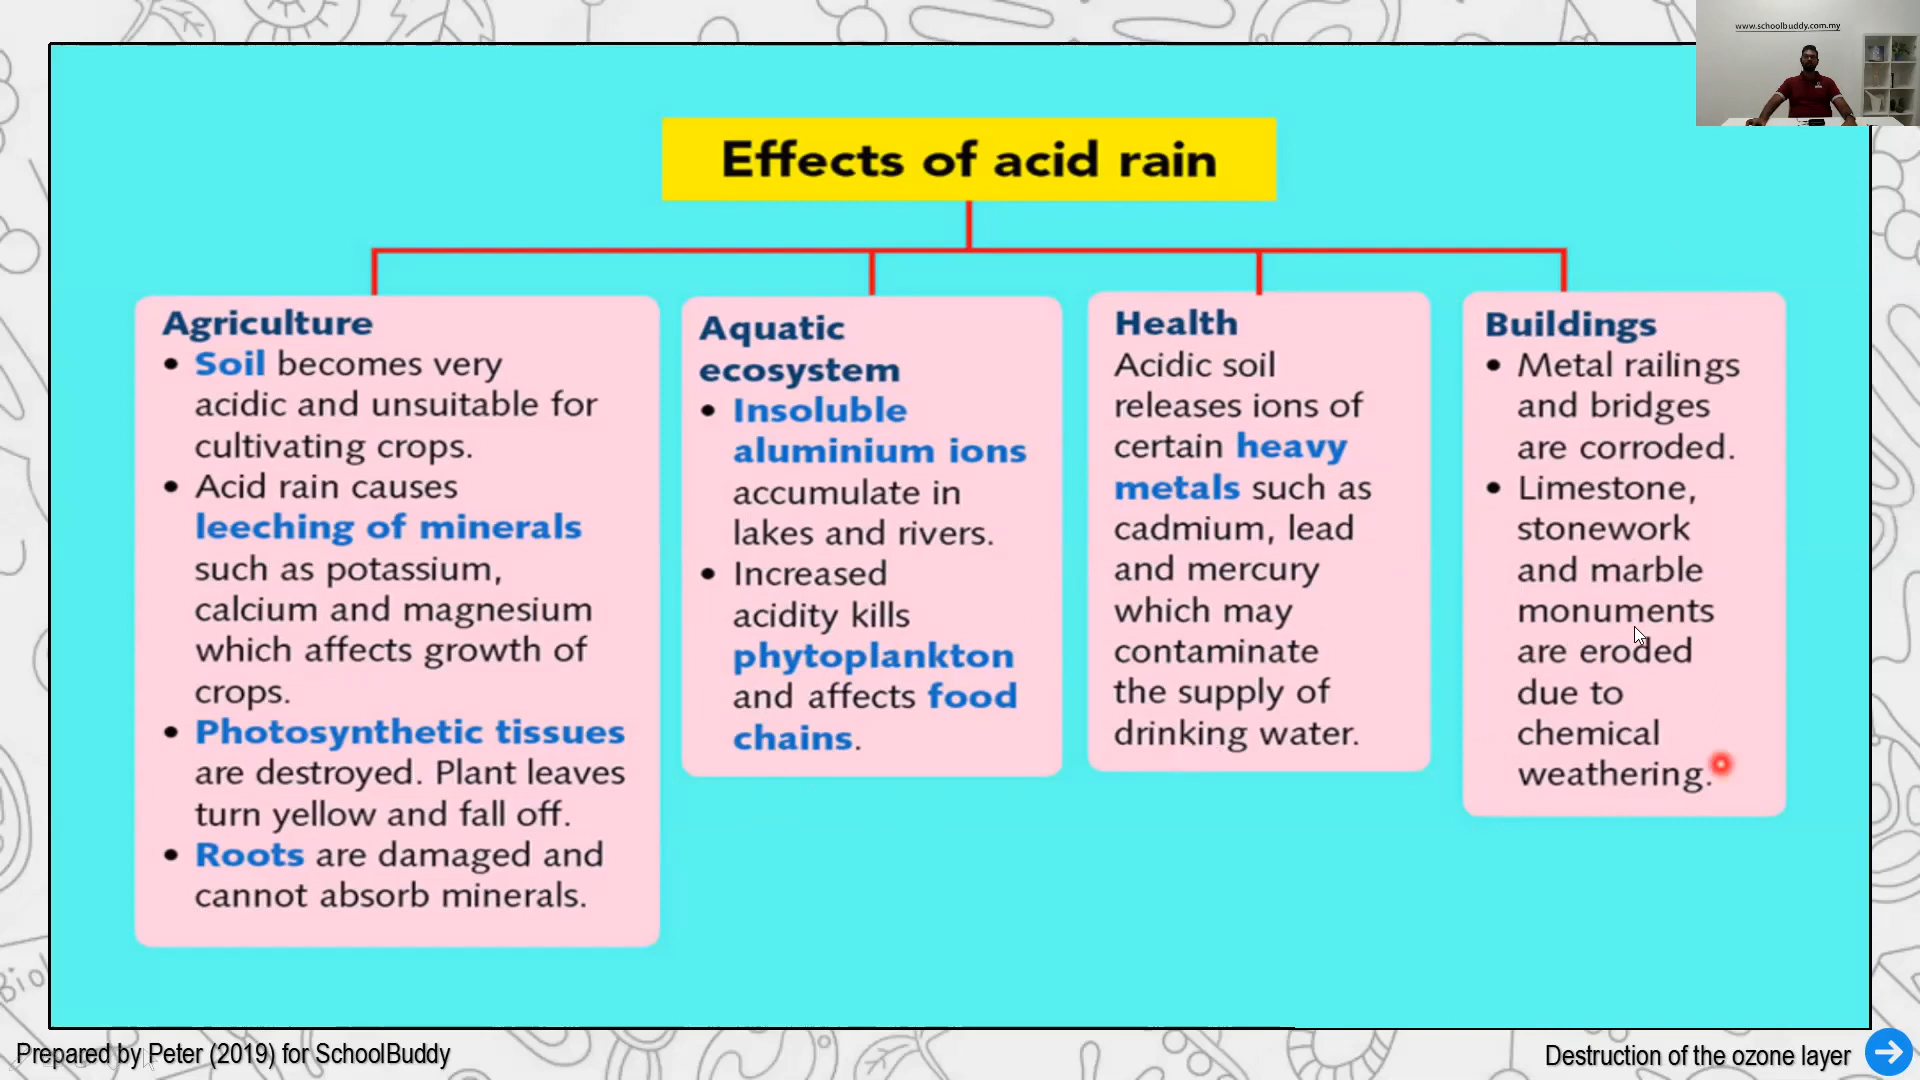 www.schoolbuddy.com.my
Effects of acid rain
Agriculture
• Soil becomes very
acidic and unsuitable for
cultivating crops.
• Acid rain causes
leeching of minerals
such as potassium,
calcium and magnesium
which affects growth of
crops.
• Photosynthetic tissues
are destroyed. Plant leaves
turn yellow and fall off.
• Roots are damaged and
cannot absorb minerals.
Aquatic
ecosystem
• Insoluble
aluminium ions
accumulate in
lakes and rivers.
• Increased
acidity kills
phytoplankton
and affects food
chains.
Health
Acidic soil
releases ions of
certain heavy
metals such as
cadmium, lead
and mercury
which may
contaminate
the supply of
drinking water.
Buildings
• Metal railings
and bridges
are corroded.
• Limestone,
stonework
and marble
monuments
are eroded
due to
chemical
weathering.
Prepared by Peter (2019) for SchoolBuddy
Destruction of the ozone layer